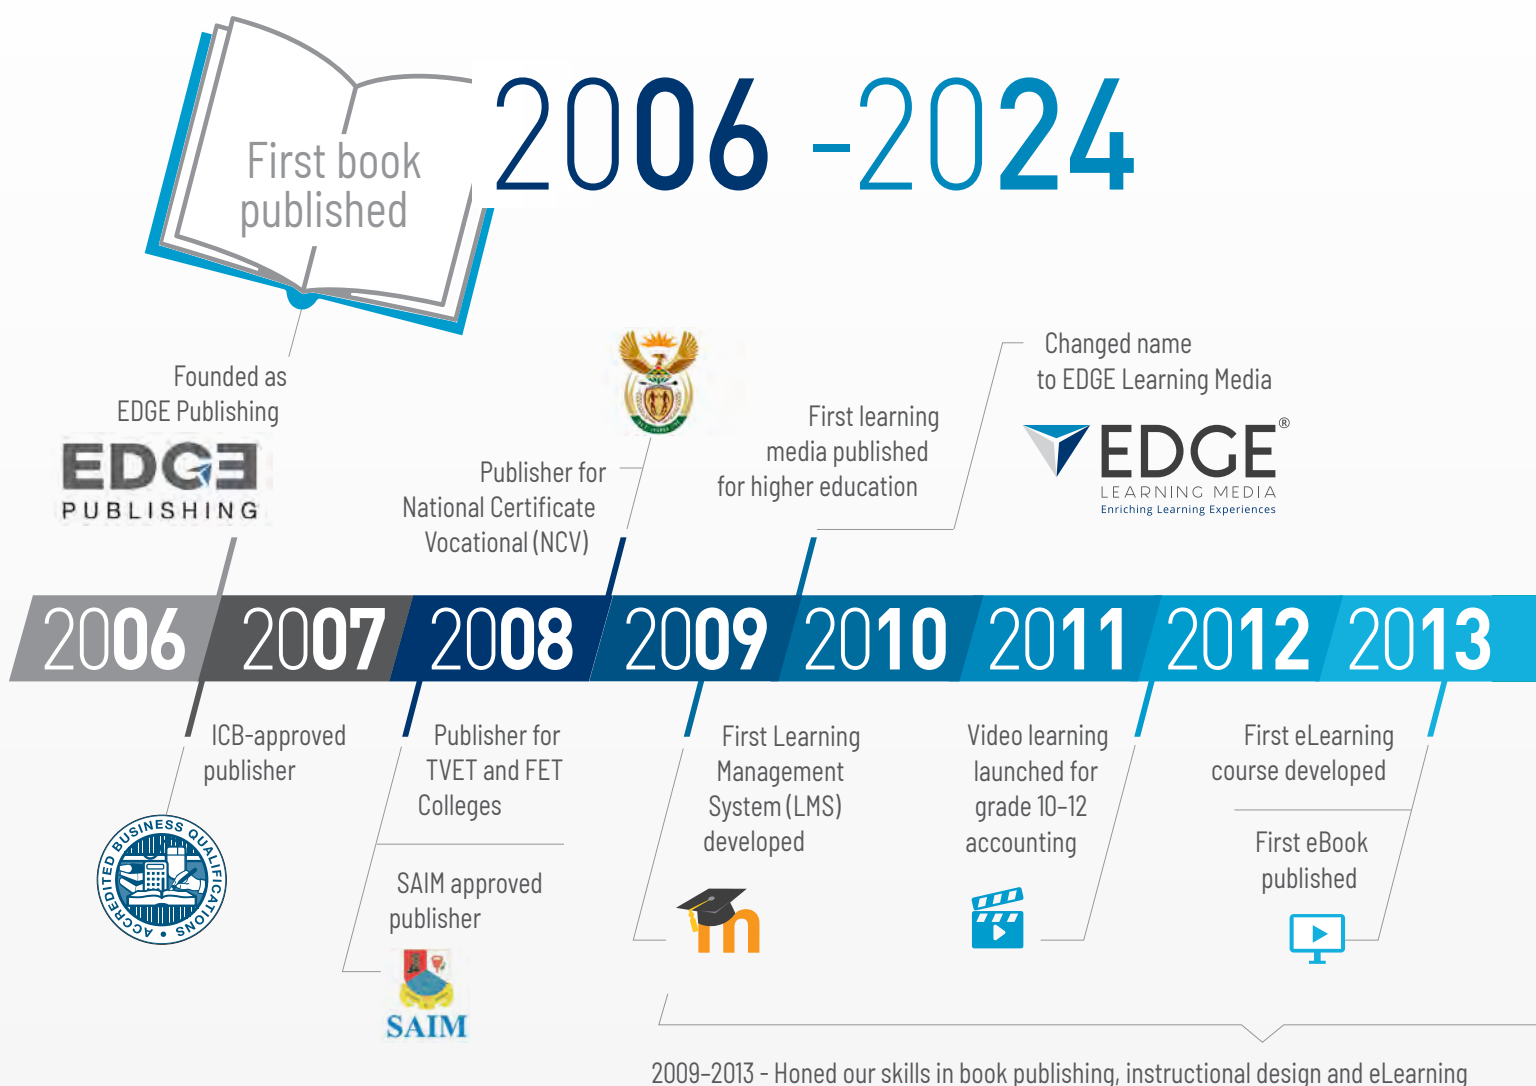 First book
published
2006 -2024
Founded as
EDGE Publishing
EDGE
PUBLISHING
Publisher for
National Certificate
Vocational (NCV)
First learning
media published
for higher education
Changed name
to EDGE Learning Media
EDGE®
LEARNING MEDIA
Enriching Learning Experiences
2006 2007 2008 2009 2010 2011 2012 2013
ICB-approved
publisher
ACCREDITED BUSINESS QUALIFICATIONS
Publisher for
TVET and FET
Colleges
SAIM approved
publisher
SAIM
First Learning
Management
System (LMS)
developed
m
Video learning
launched for
grade 10–12
accounting
First eLearning
course developed
First eBook
published
2009–2013 - Honed our skills in book publishing, instructional design and eLearning